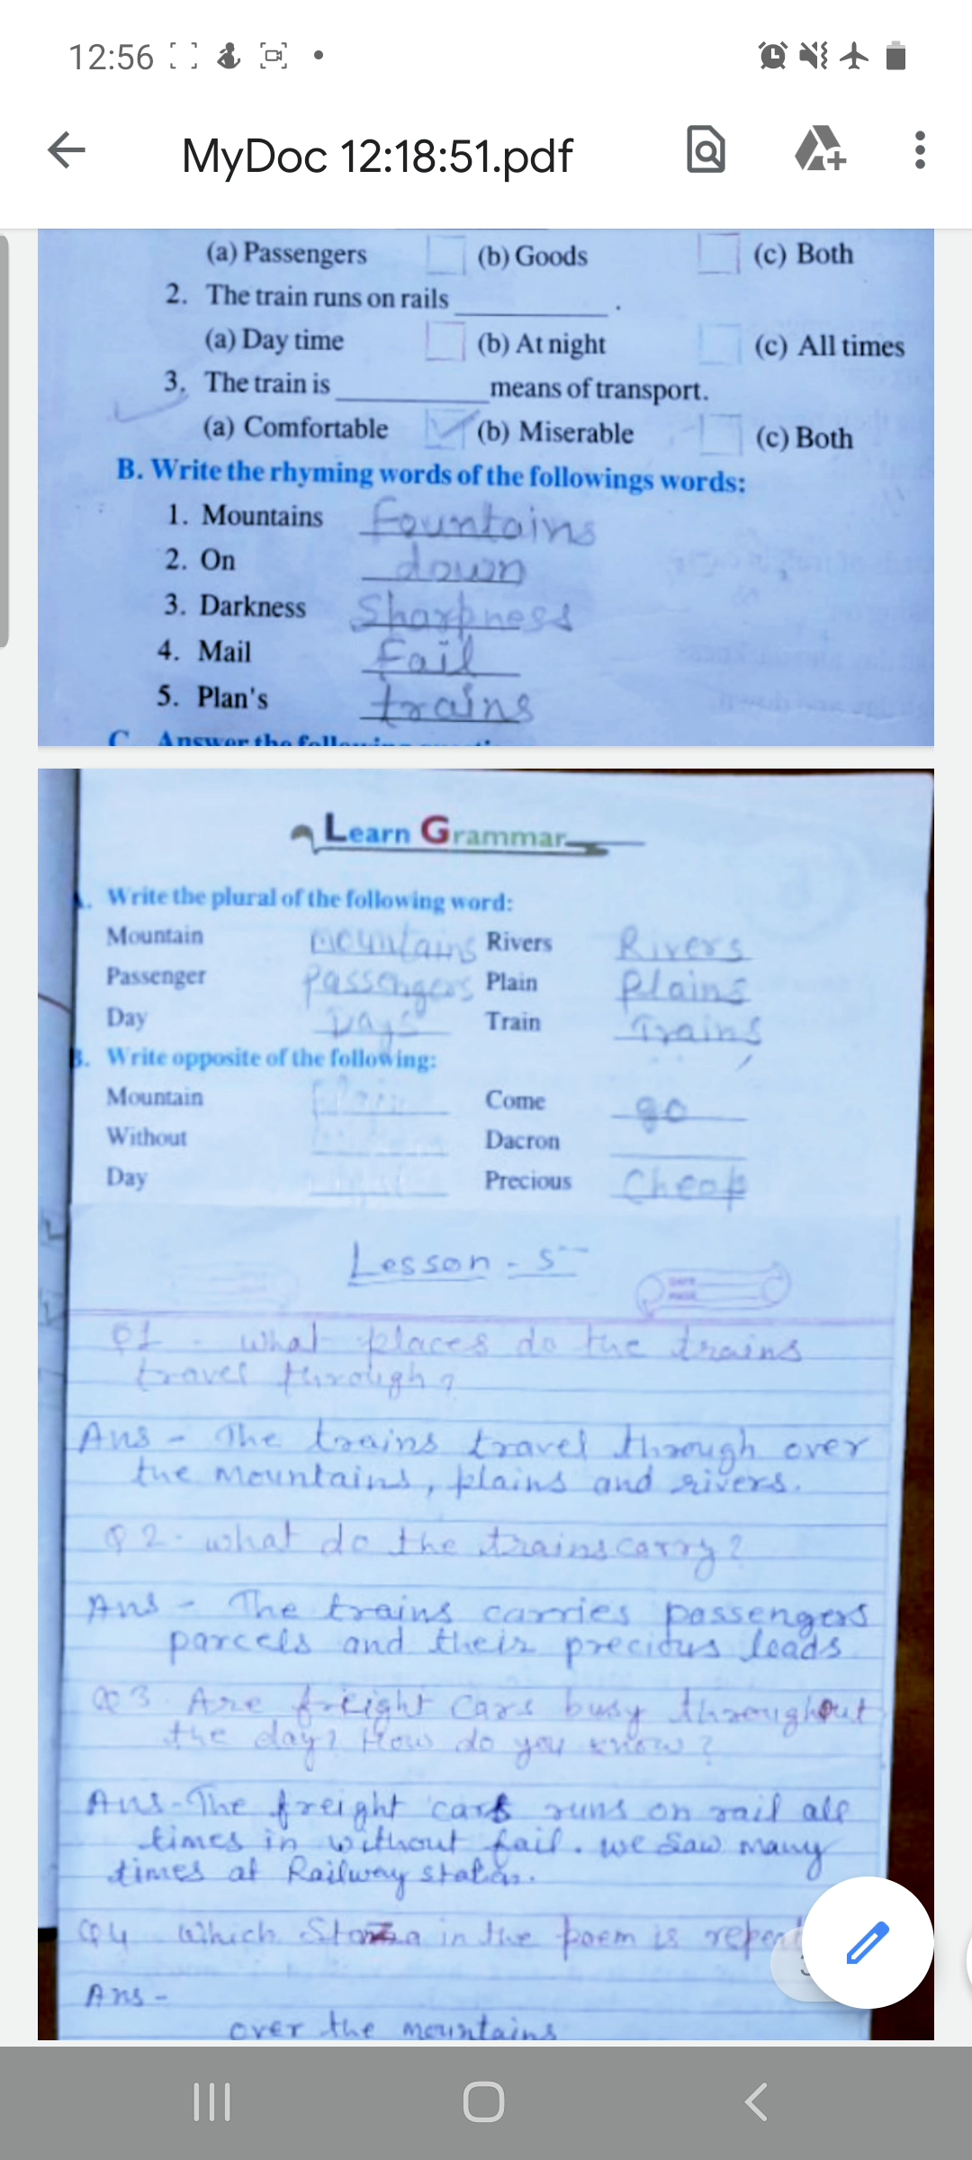 12:56
MyDoc 12:18:51.pdf
(a) Passengers (b) Goods (c) Both
2. The train runs on rails ________ .
(a) Day time (b) At night (c) All times
3. The train is ________ means of transport.
(a) Comfortable (b) Miserable (c) Both
B. Write the rhyming words of the followings words:
1. Mountains Fountains
2. On down
3. Darkness Sharpness
4. Mail Fail
5. Plan's trains
C. Answer the following
Learn Grammar
Write the plural of the following word:
Mountain Mountains Rivers Rivers
Passenger Passengers Plain Plains
Day Days Train Trains
B. Write opposite of the following:
Mountain Plain Come go
Without Dacron
Day Precious Cheap
Lesson - 5
Q1 - what places do the trains
travel through?
Ans - The trains travel through over
the Mountains, plains and rivers.
Q2 - what do the trains carry?
Ans - The trains carries passengers
parcels and their precious loads.
Q3 Are freight cars busy throughout
the day? How do you know?
Ans - The freight cars runs on rail all
times in without fail. we saw many
times at Railway
Q4 Which in the poem is
Ans -
over the mountains